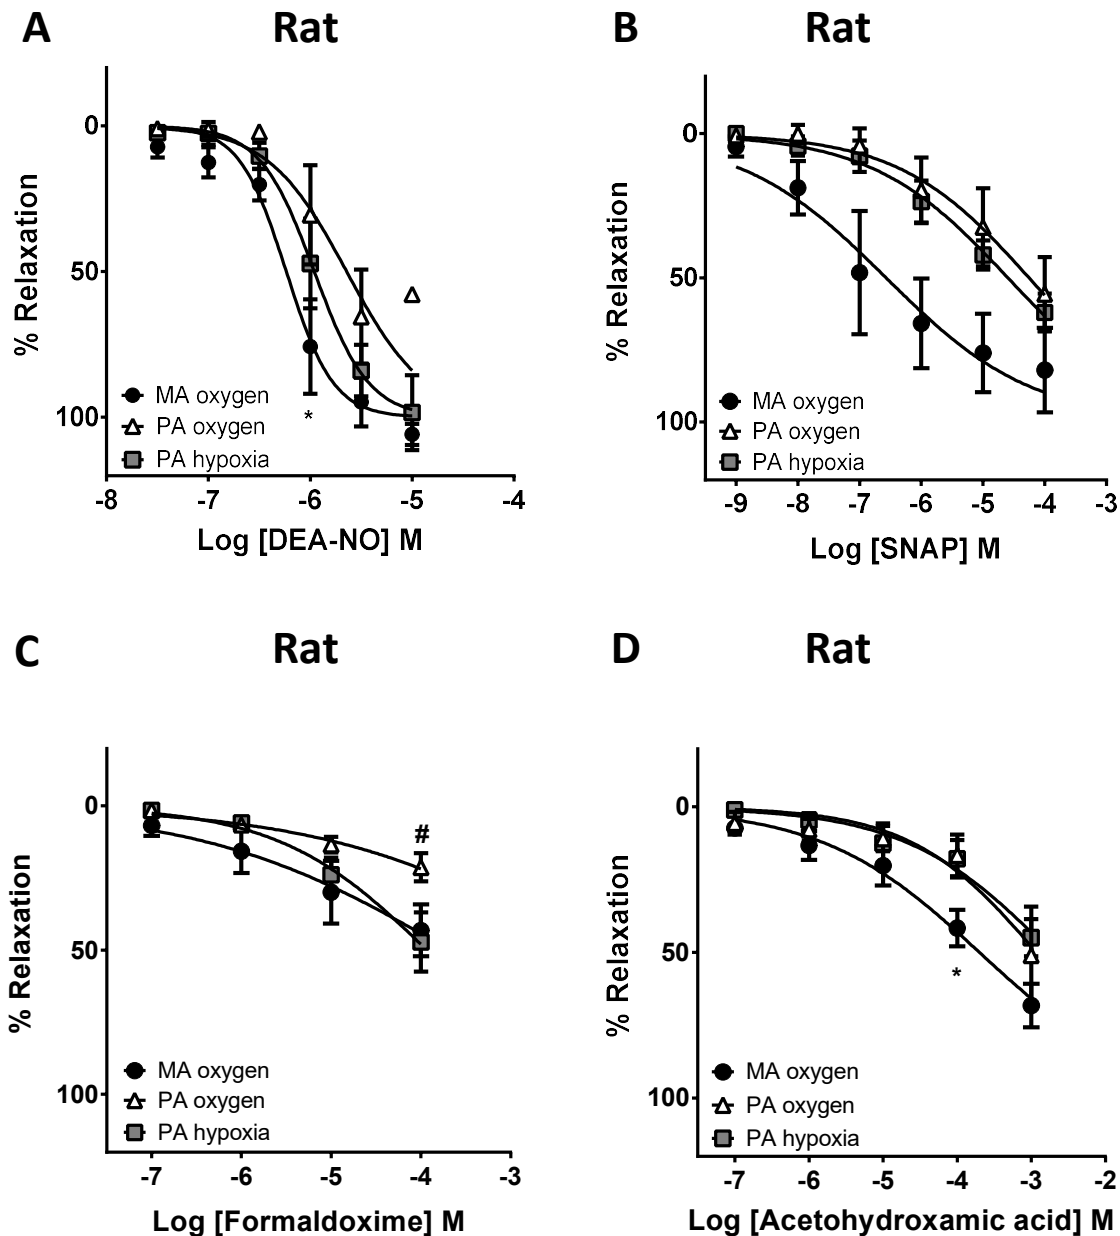 A
Rat
0
50
100
% Relaxation
MA oxygen
PA oxygen
PA hypoxia
*
-8 -7 -6 -5 -4
Log [DEA-NO] M
B
Rat
0
50
100
% Relaxation
MA oxygen
PA oxygen
PA hypoxia
-9 -8 -7 -6 -5 -4 -3
Log [SNAP] M
C
Rat
0
50
100
% Relaxation
#
MA oxygen
PA oxygen
PA hypoxia
-7 -6 -5 -4 -3
Log [Formaldoxime] M
D
Rat
0
50
100
% Relaxation
*
MA oxygen
PA oxygen
PA hypoxia
-7 -6 -5 -4 -3 -2
Log [Acetohydroxamic acid] M